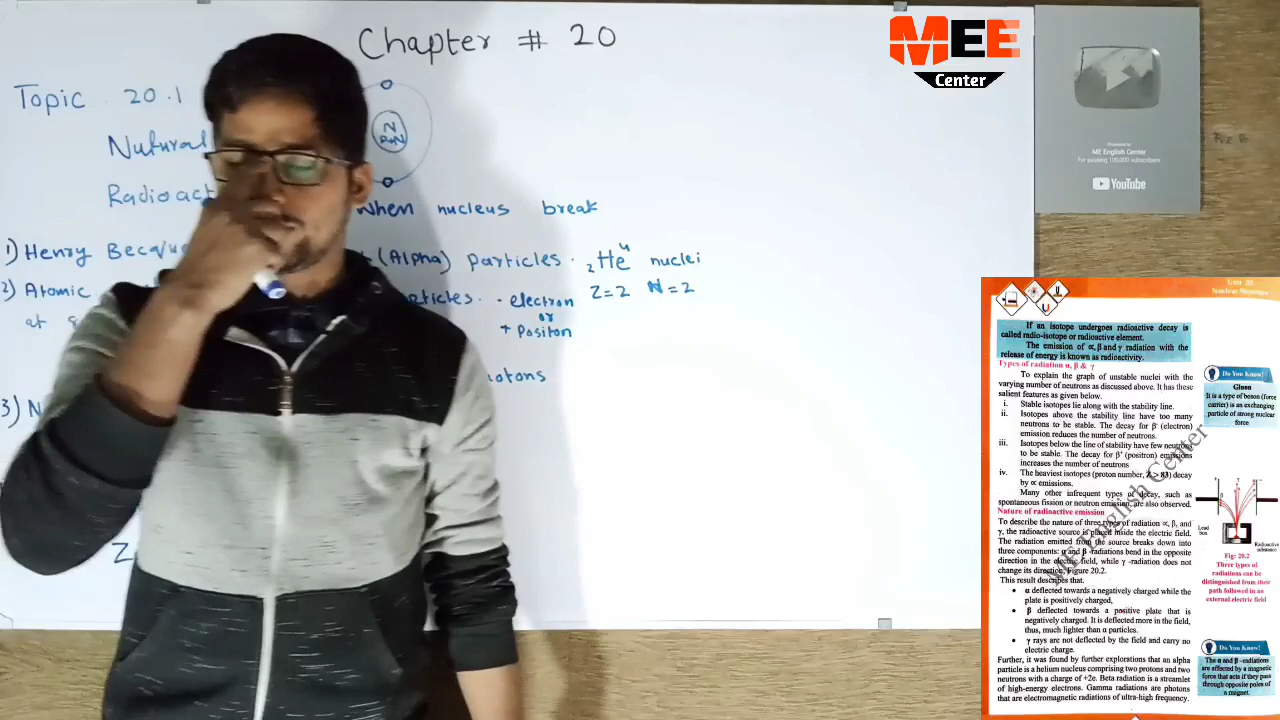 Chapter # 20
Topic 20.1
Nutural
Radioact
N
P+N
When nucleus break
1) Henry Becque
(Alpha) particles. ₂He⁴ nuclei
2) Atomic
. electron Z=2 N=2
or
+ Positon
at
3) N
Z
MEE
Center
Presented to
ME English Center
For passing 100,000 subscribers
YouTube
Unit 20
Nuclear
If an isotope undergoes radioactive decay is
called radio-isotope or radioactive element.
The emission of α, β and γ radiation with the
release of energy is known as radioactivity.
Types of radiation α, β & γ
To explain the graph of unstable nuclei with the
varying number of neutrons as discussed above. It has these
salient features as given below.
i. Stable isotopes lie along with the stability line.
ii. Isotopes above the stability line have too many
neutrons to be stable. The decay for β⁻ (electron)
emission reduces the number of neutrons.
iii. Isotopes below the line of stability have few neutrons
to be stable. The decay for β⁺ (positron) emissions
increases the number of neutrons
iv. The heaviest isotopes (proton number, Z > 83) decay
by α emissions.
Many other infrequent types of decay, such as
spontaneous fission or neutron emission, are also observed.
Nature of radioactive emission
To describe the nature of three type of radiation α, β, and
γ, the radioactive source is placed inside the electric field.
The radiation emitted from the source breaks down into
three components: α and β -radiations bend in the opposite
direction in the electric field, while γ -radiation does not
change its direction, Figure 20.2.
This result describes that.
• α deflected towards a negatively charged while the
plate is positively charged,
• β deflected towards a positive plate that is
negatively charged. It is deflected more in the field,
thus, much lighter than α particles.
• γ rays are not deflected by the field and carry no
electric charge.
Further, it was found by further explorations that an alpha
particle is a helium nucleus comprising two protons and two
neutrons with a charge of +2e. Beta radiation is a streamlet
of high-energy electrons. Gamma radiations are photons
that are electromagnetic radiations of ultra-high frequency.
Do You Know!
Gluon
It is a type of boson (force
carrier) is an exchanging
particle of strong nuclear
force
Lead
box
Radioactive
substance
Fig: 20.2
Three types of
radiations can be
distinguished from their
path followed in an
external electric field
Do You Know!
The α and β -radiations
are affected by a magnetic
force that acts if they pass
through opposite poles of
a magnet.
ME English Center